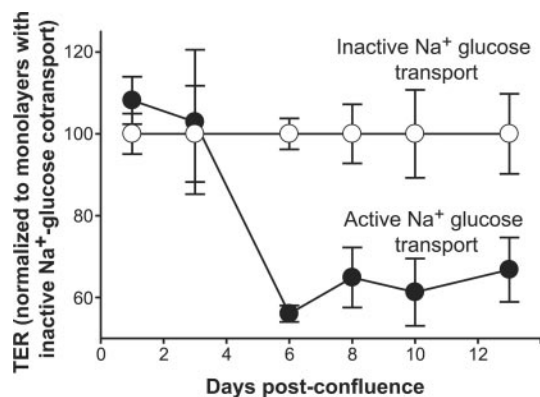 TER (normalized to monolayers with
inactive Na⁺-glucose cotransport)
120
100
80
60
Inactive Na⁺ glucose
transport
Active Na⁺ glucose
transport
0 2 4 6 8 10 12
Days post-confluence